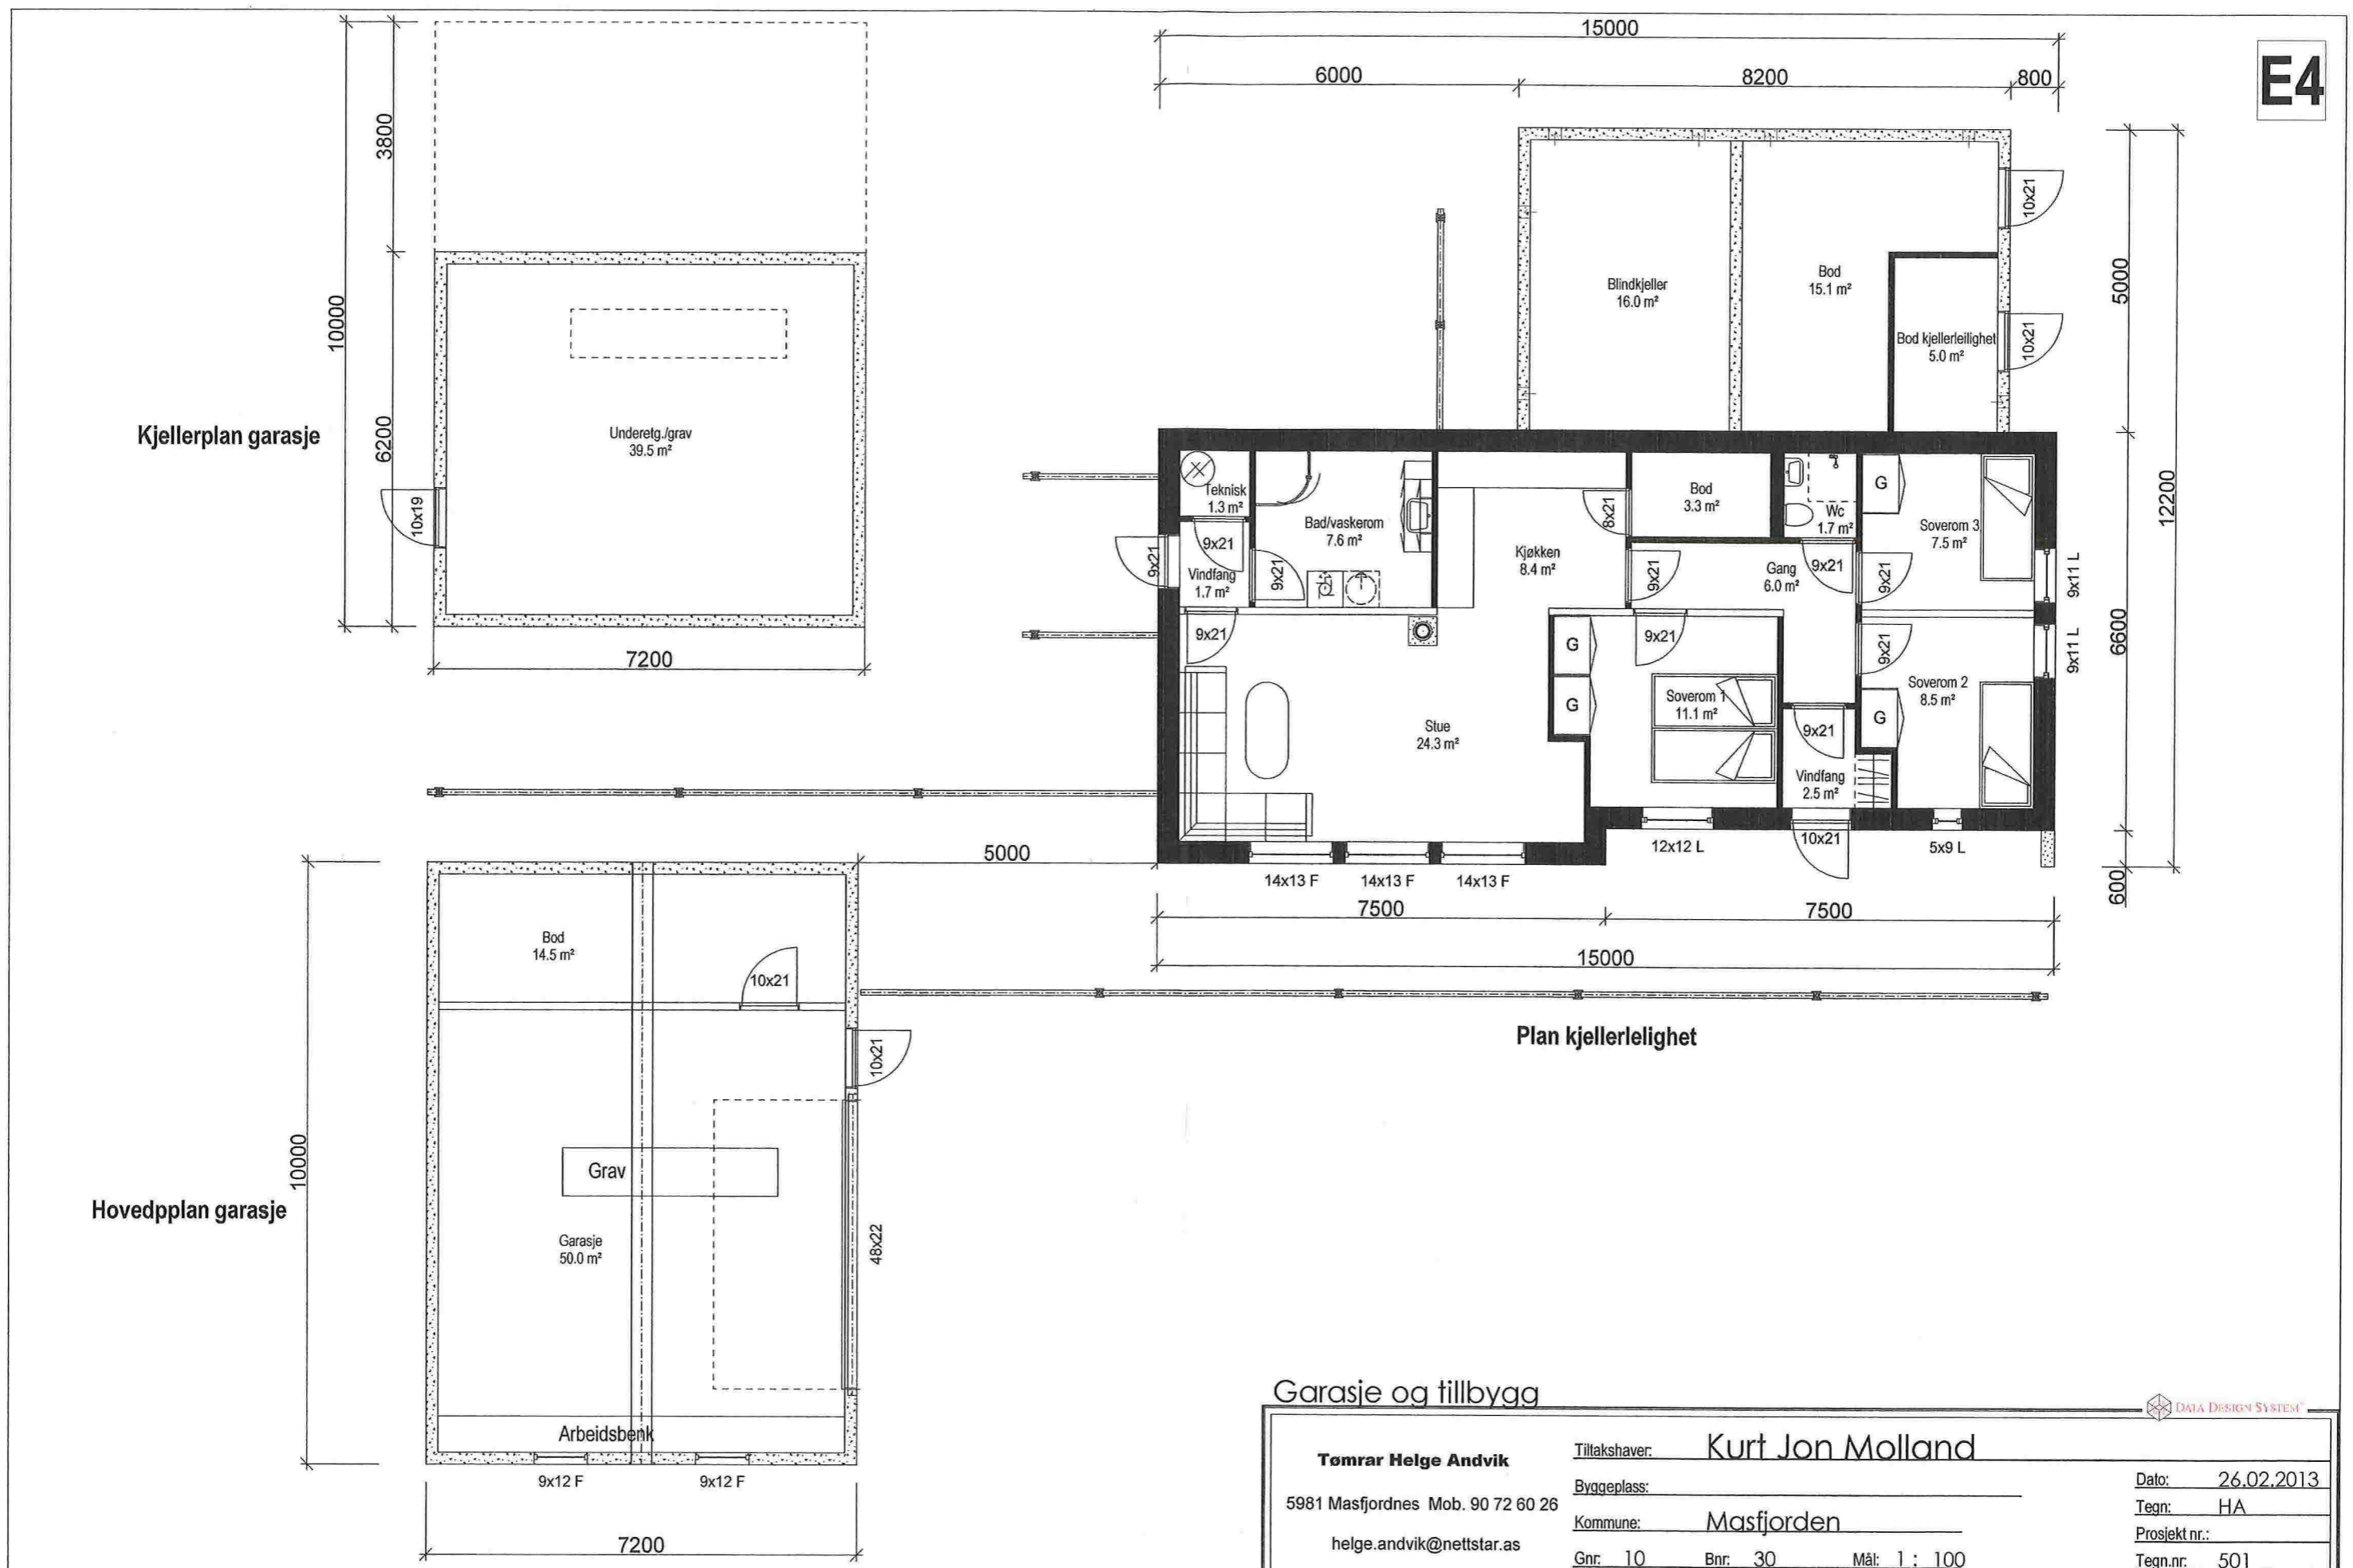 E4
15000
6000
8200
800
3800
10000
6200
Kjellerplan garasje
Underetg./grav
39.5 m²
10x19
7200
Blindkjeller
16.0 m²
Bod
15.1 m²
Bod kjellerleilighet
5.0 m²
10x21
10x21
5000
12200
6600
600
Teknisk
1.3 m²
Bad/vaskerom
7.6 m²
9x21
9x21
Vindfang
1.7 m²
9x21
9x21
Kjøkken
8.4 m²
8x21
Bod
3.3 m²
Wc
1.7 m²
G
Soverom 3
7.5 m²
9x21
Gang
6.0 m²
9x21
9x21
9x11 L
9x11 L
9x21
G
G
Soverom 1
11.1 m²
9x21
Soverom 2
8.5 m²
G
Stue
24.3 m²
9x21
Vindfang
2.5 m²
12x12 L
10x21
5x9 L
14x13 F
14x13 F
14x13 F
7500
7500
15000
Plan kjellerlelighet
5000
Bod
14.5 m²
10x21
10x21
10000
Hovedpplan garasje
Grav
Garasje
50.0 m²
48x22
Arbeidsbenk
9x12 F
9x12 F
7200
Garasje og tillbygg
DATA DESIGN SYSTEM
Tømrar Helge Andvik
5981 Masfjordnes Mob. 90 72 60 26
helge.andvik@nettstar.as
Tiltakshaver: Kurt Jon Molland
Byggeplass:
Kommune: Masfjorden
Gnr: 10 Bnr: 30 Mål: 1 : 100
Dato: 26.02.2013
Tegn: HA
Prosjekt nr.:
Tegn.nr: 501